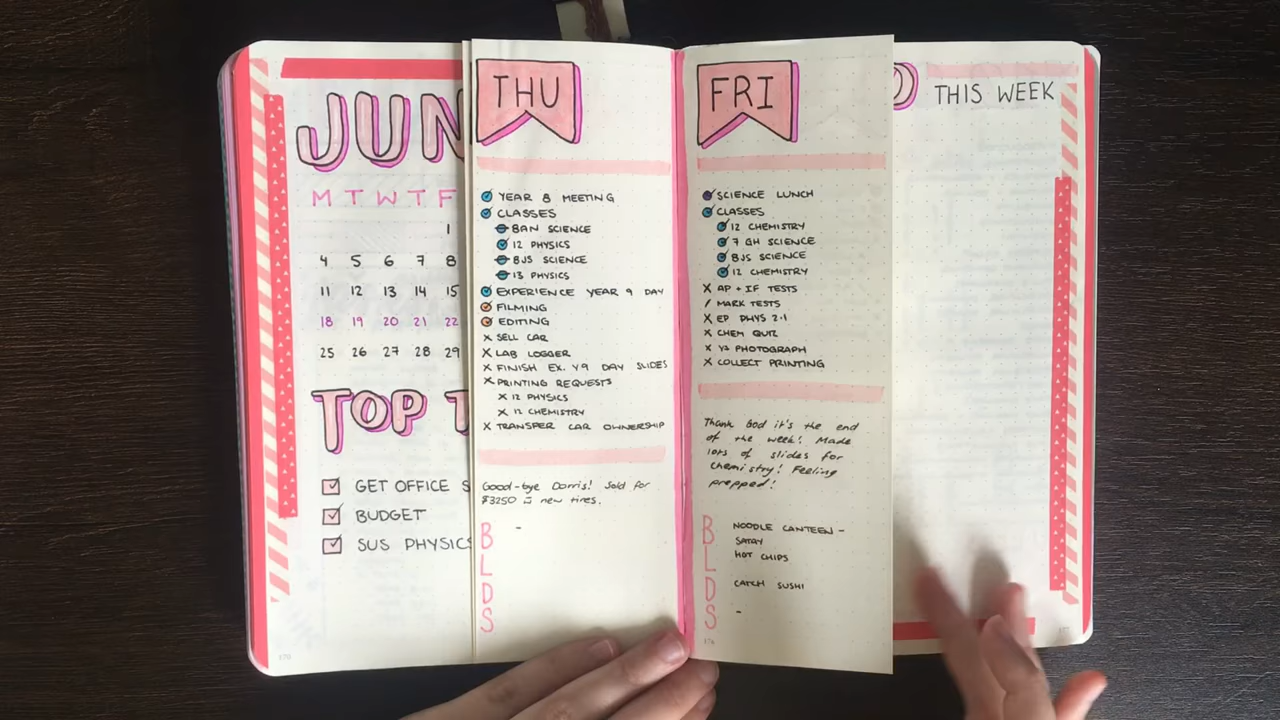 JUN
M T W T F
1
4 5 6 7 8
11 12 13 14 15
18 19 20 21 22
25 26 27 28 29
TOP T
GET OFFICE S
BUDGET
SUS PHYSICS
170
THU
YEAR 8 MEETING
CLASSES
8AN SCIENCE
12 PHYSICS
8JS SCIENCE
13 PHYSICS
EXPERIENCE YEAR 9 DAY
FILMING
EDITING
X SELL CAR
X LAB LOGGER
X FINISH EX. Y9 DAY SLIDES
X PRINTING REQUESTS
X 12 PHYSICS
X 12 CHEMISTRY
X TRANSFER CAR OWNERSHIP
Good-bye Dorris! Sold for
$3250 new tires.
B -
L
D
S
FRI
SCIENCE LUNCH
CLASSES
12 CHEMISTRY
7 GH SCIENCE
8JS SCIENCE
12 CHEMISTRY
X AP + IF TESTS
/ MARK TESTS
X EP PHYS 2.1
X CHEM QUIZ
X PHOTOGRAPH
X COLLECT PRINTING
Thank God it's the end
of the week! Made
lots of slides for
chemistry! Feeling
prepped!
B NOODLE CANTEEN -
SATAY
L HOT CHIPS
D CATCH SUSHI
S -
176
THIS WEEK